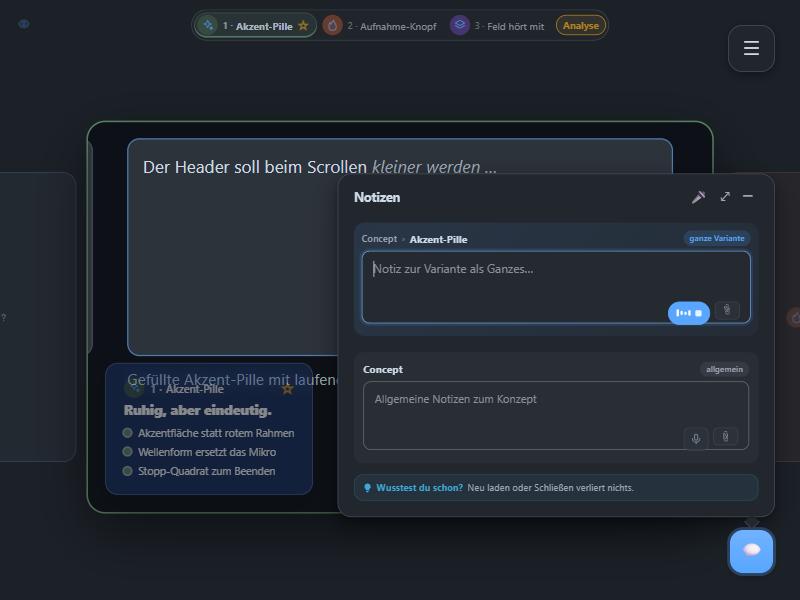 1 · Akzent-Pille
2 · Aufnahme-Knopf
3 · Feld hört mit
Analyse
Der Header soll beim Scrollen kleiner werden ...
Gefüllte Akzent-Pille mit laufen
1 · Akzent-Pille
Ruhig, aber eindeutig.
Akzentfläche statt rotem Rahmen
Wellenform ersetzt das Mikro
Stopp-Quadrat zum Beenden
Notizen
Concept › Akzent-Pille
ganze Variante
Notiz zur Variante als Ganzes...
Concept
allgemein
Allgemeine Notizen zum Konzept
Wusstest du schon? Neu laden oder Schließen verliert nichts.
?